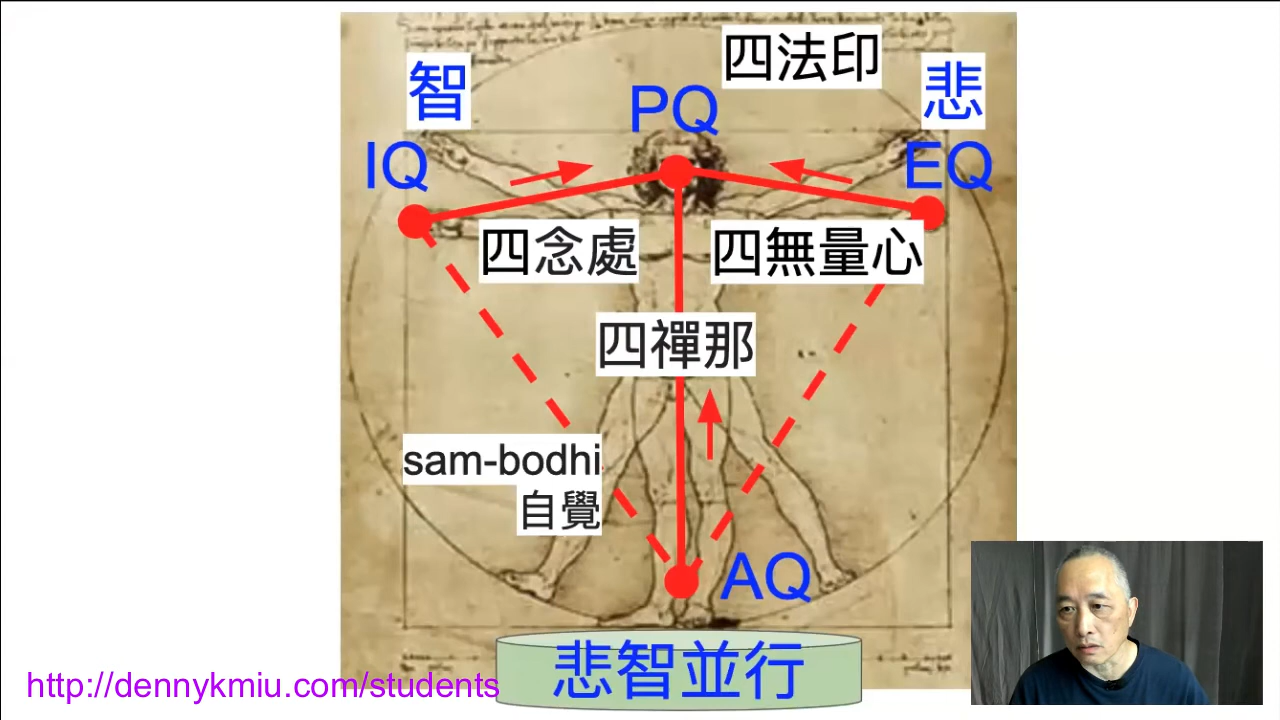 四法印
智
悲
PQ
IQ
EQ
四念處
四無量心
四禪那
sam-bodhi
自覺
AQ
悲智並行
http://dennykmiu.com/students